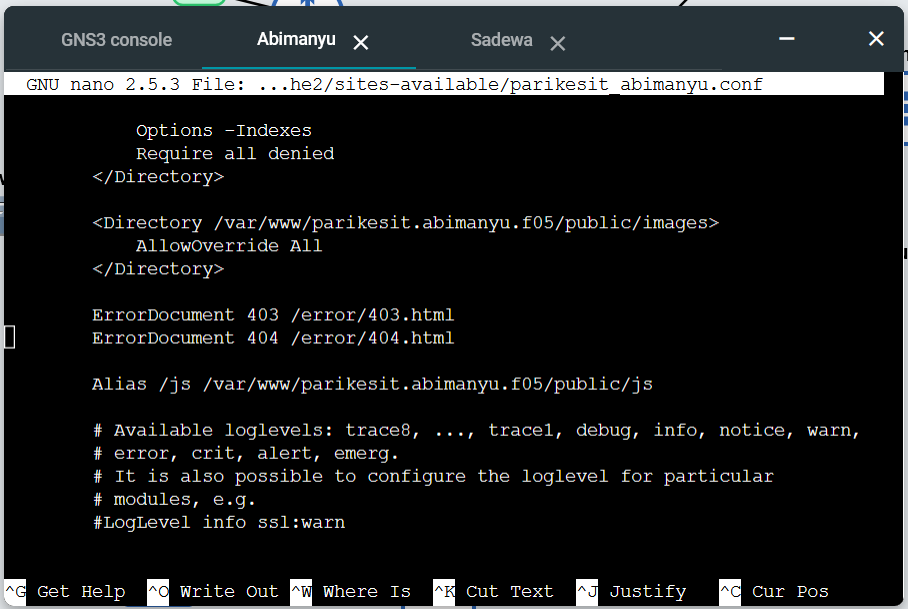 GNS3 console
Abimanyu
Sadewa
GNU nano 2.5.3 File: ...he2/sites-available/parikesit_abimanyu.conf
Options -Indexes
Require all denied
</Directory>
<Directory /var/www/parikesit.abimanyu.f05/public/images>
AllowOverride All
</Directory>
ErrorDocument 403 /error/403.html
ErrorDocument 404 /error/404.html
Alias /js /var/www/parikesit.abimanyu.f05/public/js
# Available loglevels: trace8, ..., trace1, debug, info, notice, warn,
# error, crit, alert, emerg.
# It is also possible to configure the loglevel for particular
# modules, e.g.
#LogLevel info ssl:warn
^G Get Help ^O Write Out ^W Where Is ^K Cut Text ^J Justify ^C Cur Pos